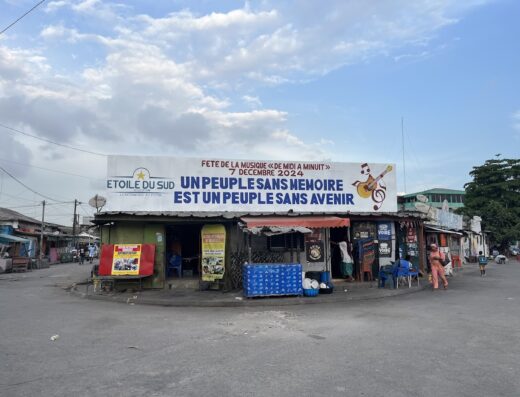 FETE DE LA MUSIQUE «DE MIDI A MINUIT»
7 DECEMBRE 2024
ETOILE DU SUD
UN PEUPLE SANS MEMOIRE
EST UN PEUPLE SANS AVENIR